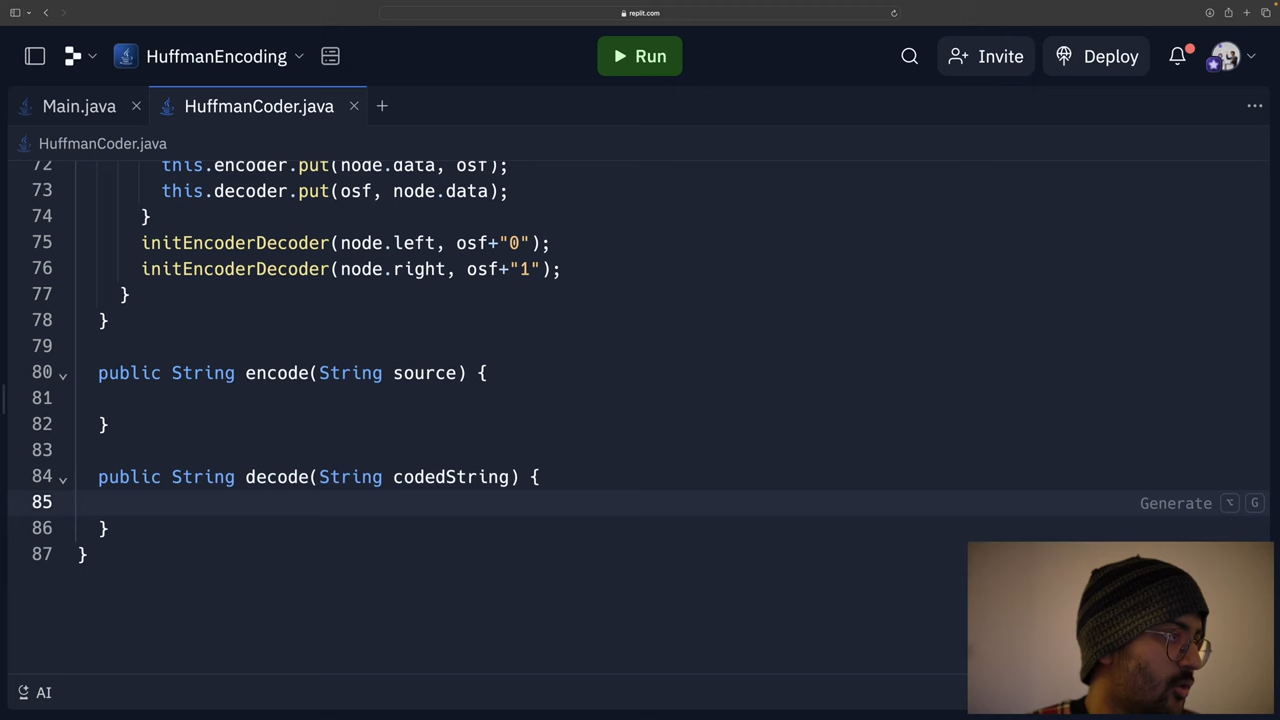 replit.com
HuffmanEncoding
Run
Invite
Deploy
Main.java
HuffmanCoder.java
HuffmanCoder.java
72 this.encoder.put(node.data, osf);
73 this.decoder.put(osf, node.data);
74 }
75 initEncoderDecoder(node.left, osf+"0");
76 initEncoderDecoder(node.right, osf+"1");
77 }
78 }
79
80 public String encode(String source) {
81
82 }
83
84 public String decode(String codedString) {
85 Generate ⌥ G
86 }
87 }
AI